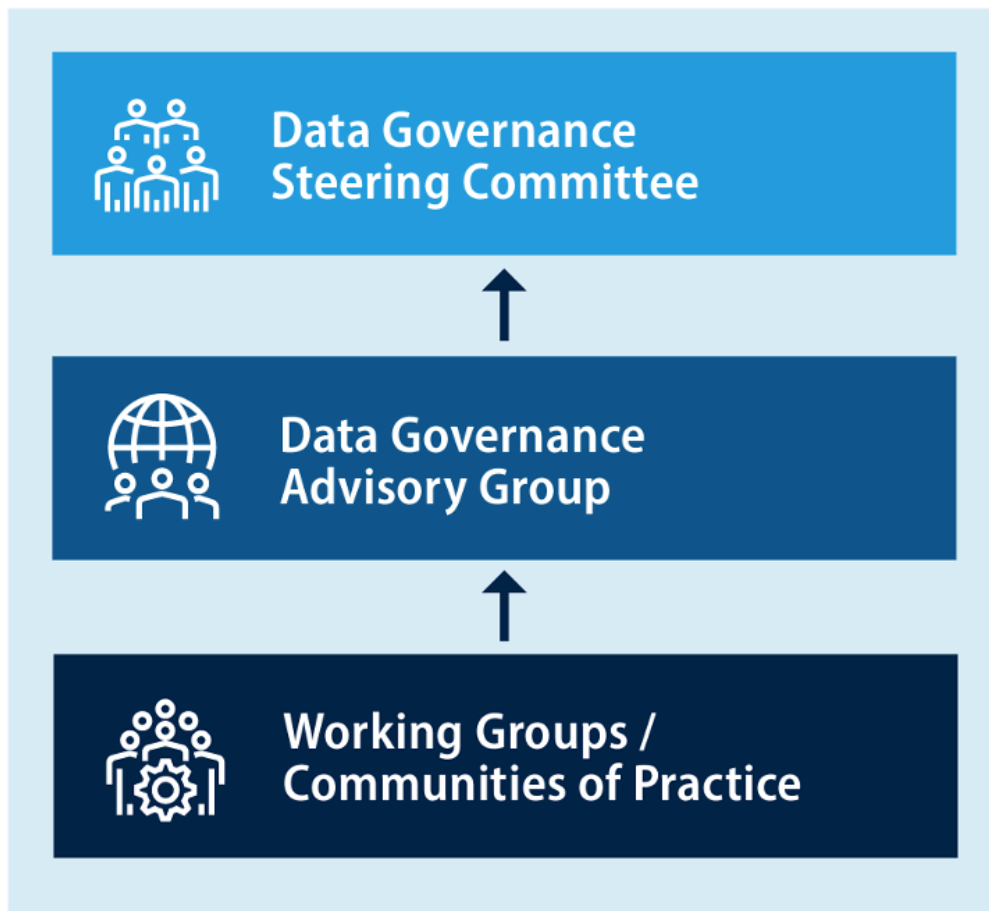 Data Governance
Steering Committee
Data Governance
Advisory Group
Working Groups /
Communities of Practice